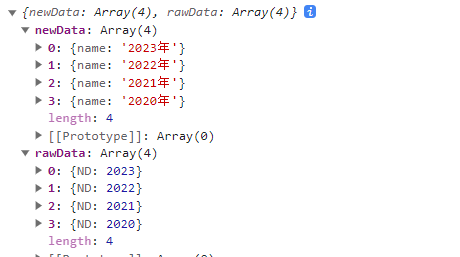 {newData: Array(4), rawData: Array(4)} i
newData: Array(4)
0: {name: '2023年'}
1: {name: '2022年'}
2: {name: '2021年'}
3: {name: '2020年'}
length: 4
[[Prototype]]: Array(0)
rawData: Array(4)
0: {ND: 2023}
1: {ND: 2022}
2: {ND: 2021}
3: {ND: 2020}
length: 4
[[Prototype]]: Array(0)